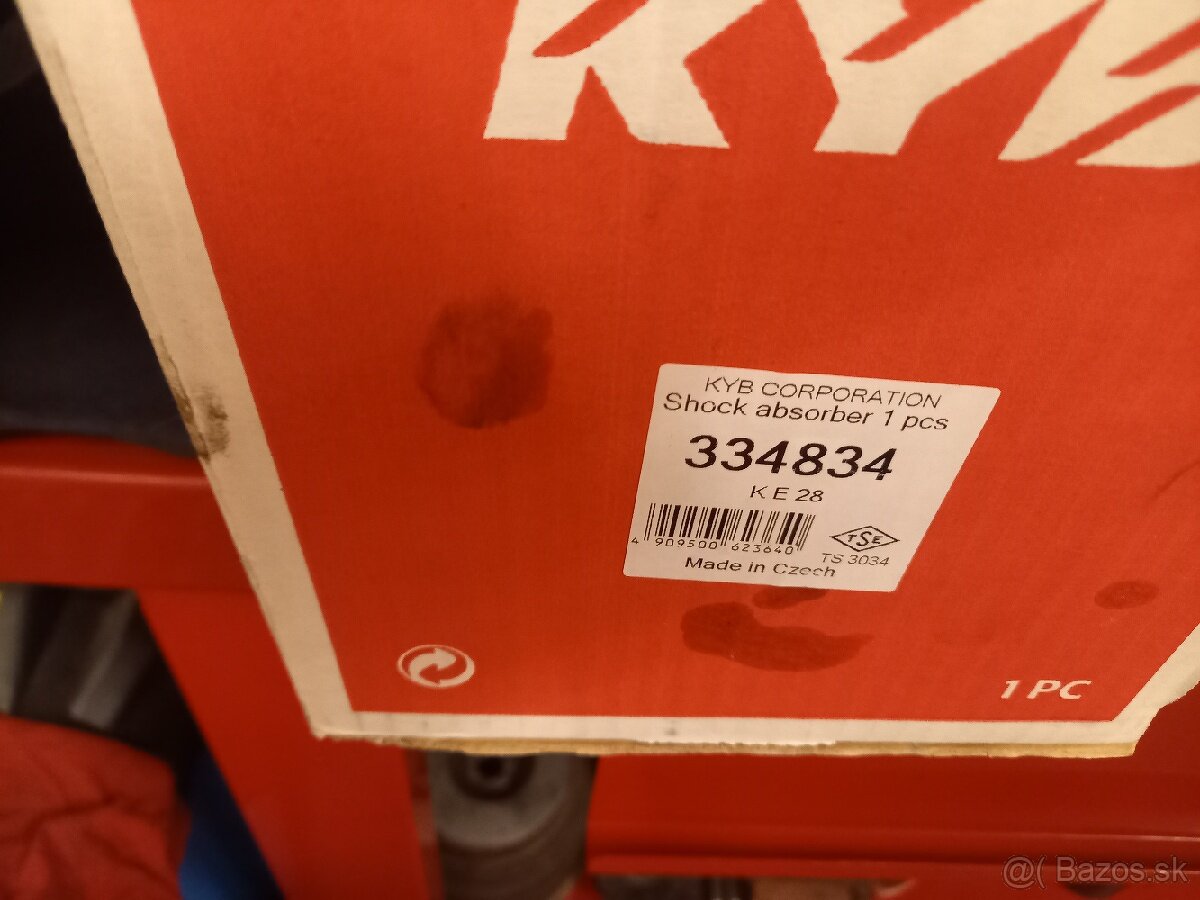 KYB
KYB CORPORATION
Shock absorber 1 pcs
334834
K E 28
4 909500 623640
TSE
TS 3034
Made in Czech
1 PC
@( Bazos.sk